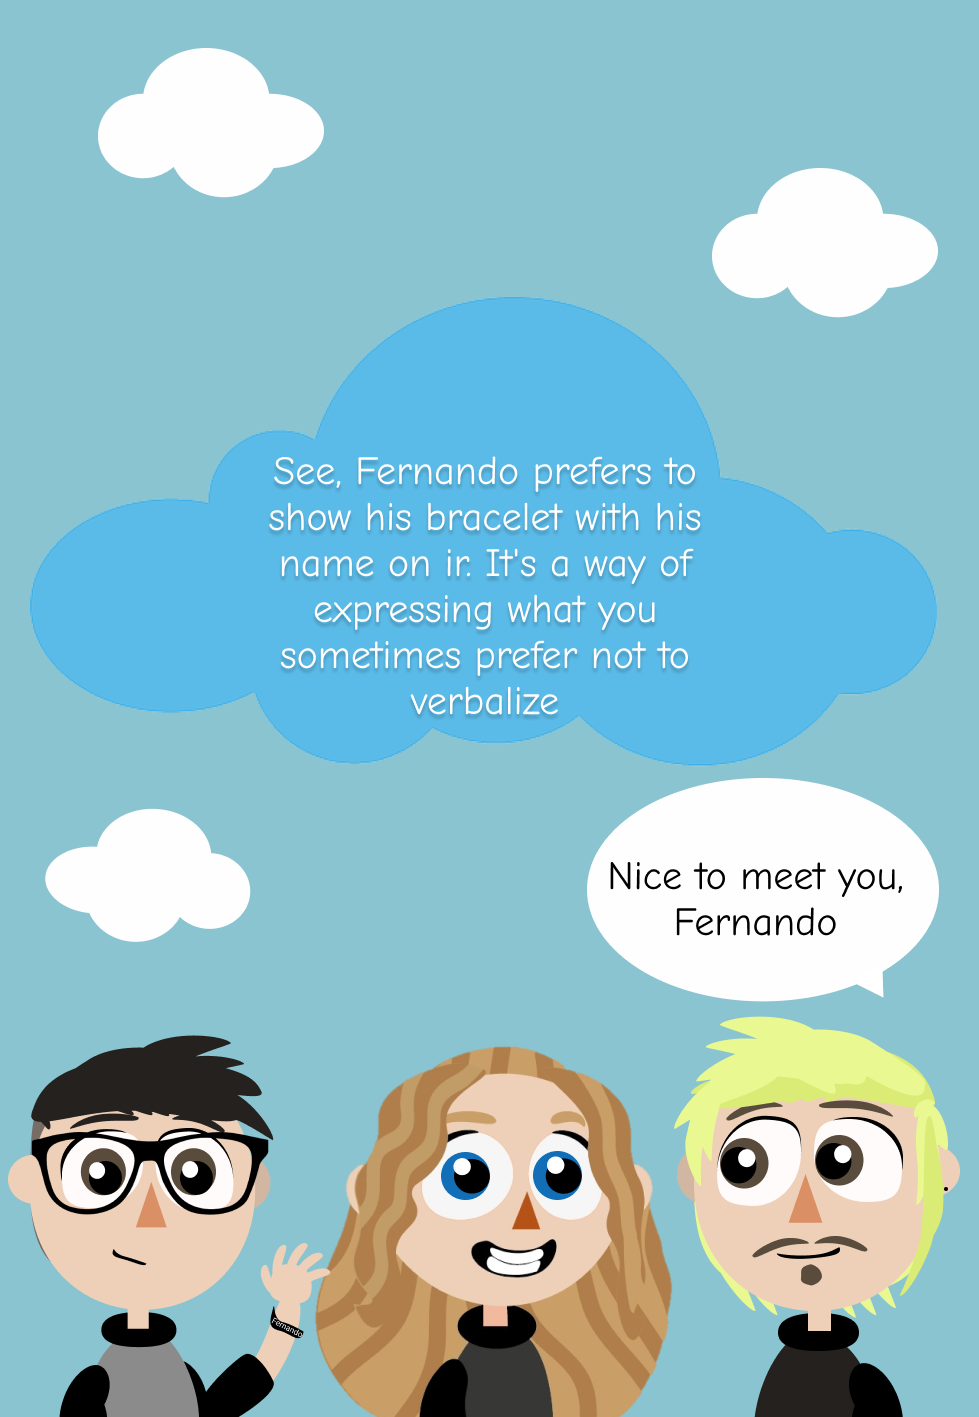 See, Fernando prefers to
show his bracelet with his
name on ir. It's a way of
expressing what you
sometimes prefer not to
verbalize
Nice to meet you,
Fernando
Fernando